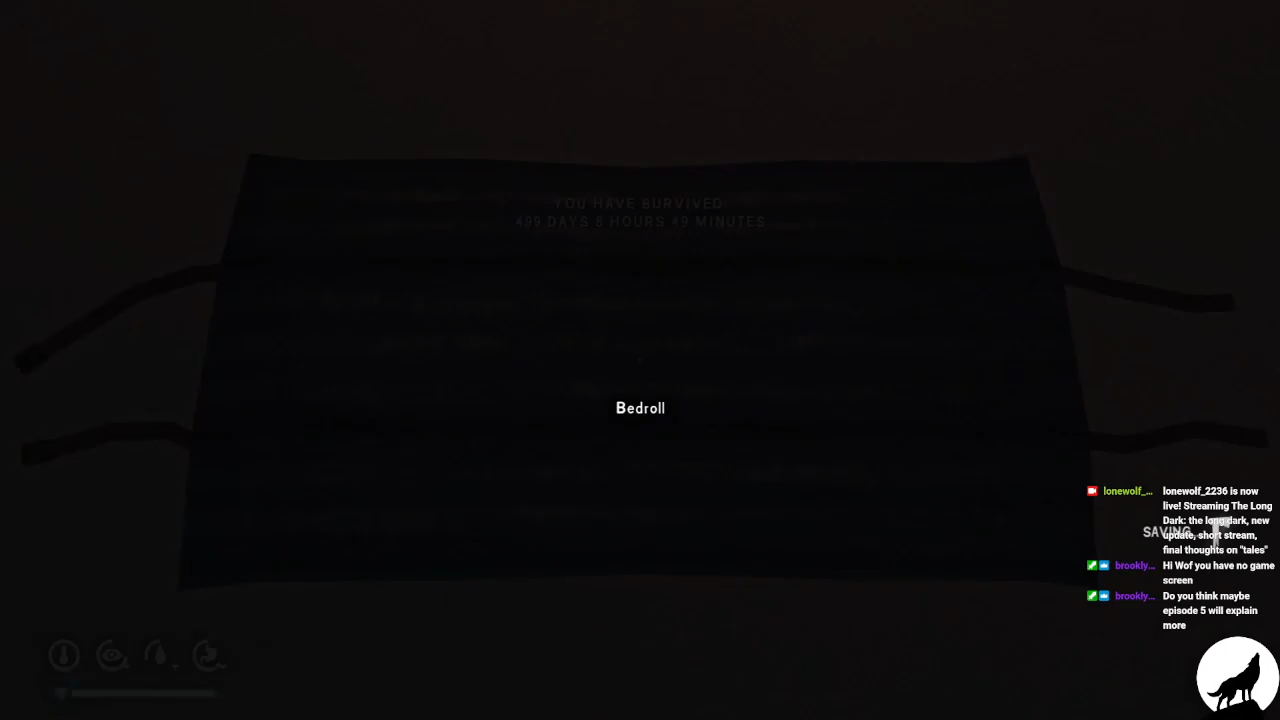 YOU HAVE SURVIVED
499 DAYS 8 HOURS 49 MINUTES
Bedroll
lonewolf_... lonewolf_2236 is now
live! Streaming The Long
Dark: the long dark, new
update, short stream,
final thoughts on "tales"
SAVING
brookly... Hi Wof you have no game
screen
brookly... Do you think maybe
episode 5 will explain
more